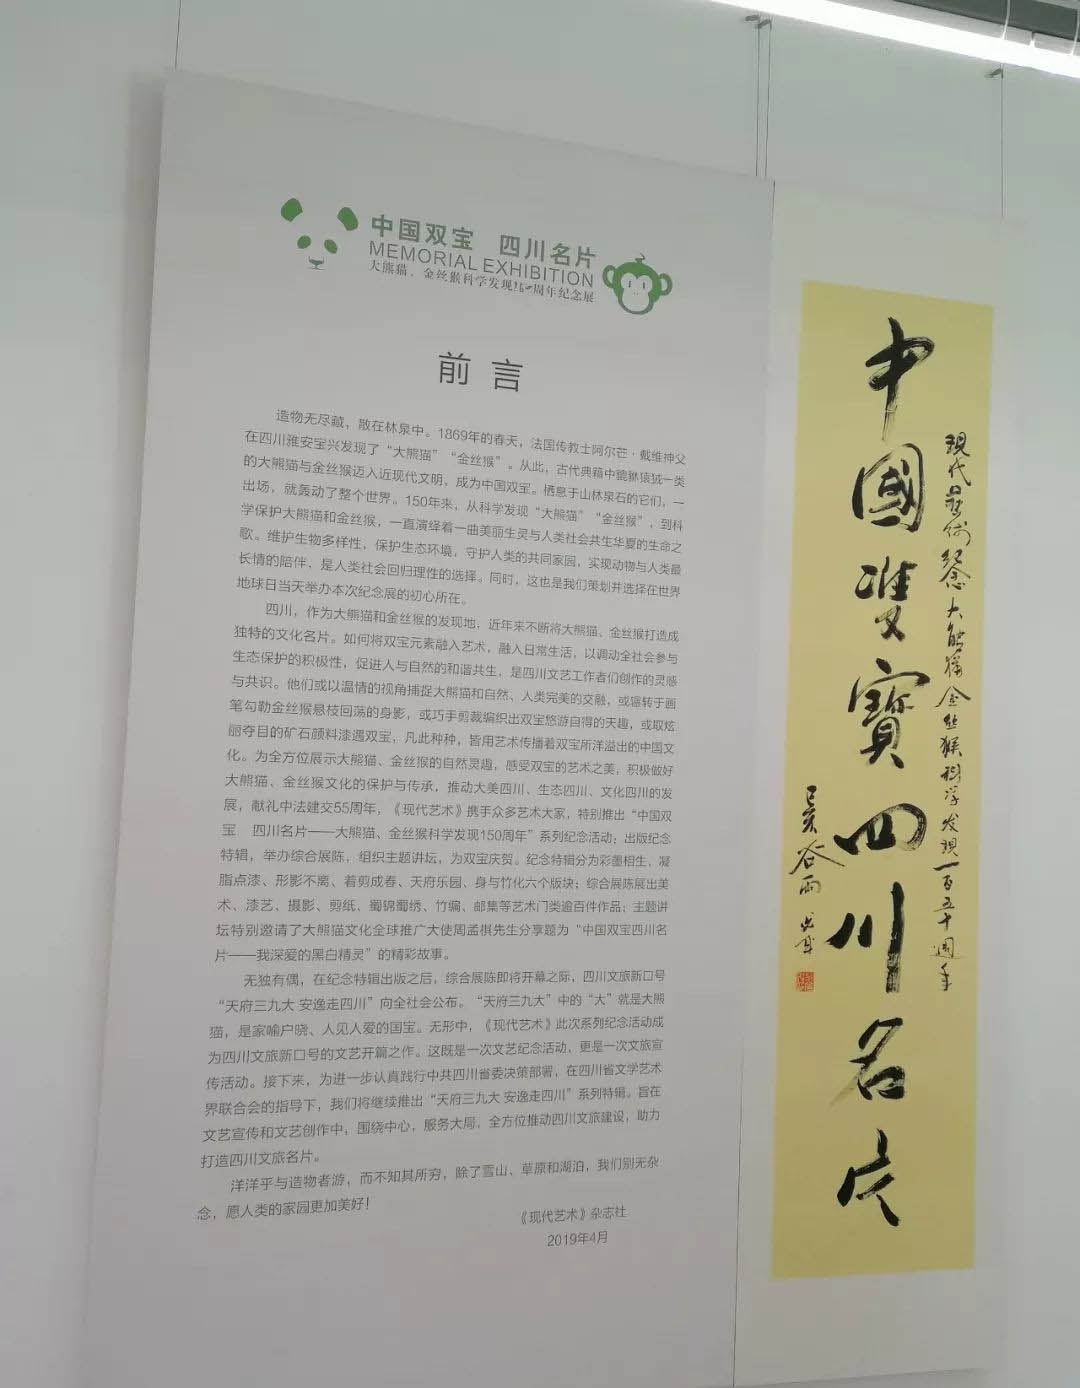 中国双宝 四川名片
MEMORIAL EXHIBITION
大熊猫、金丝猴科学发现150周年纪念展
前言
造物无尽藏，散在林泉中。1869年的春天，法国传教士阿尔芒·戴维神父
在四川雅安宝兴发现了“大熊猫”“金丝猴”。从此，古代典籍中貔貅猿狨一类
的大熊猫与金丝猴迈入近现代文明，成为中国双宝。栖息于山林泉石的它们，一
出场，就轰动了整个世界。150年来，从科学发现“大熊猫”“金丝猴”，到科
学保护大熊猫和金丝猴，一直演绎着一曲美丽生灵与人类社会共生华夏的生命之
歌。维护生物多样性，保护生态环境，守护人类的共同家园，实现动物与人类最
长情的陪伴，是人类社会回归理性的选择。同时，这也是我们策划并选择在世界
地球日当天举办本次纪念展的初心所在。
四川，作为大熊猫和金丝猴的发现地，近年来不断将大熊猫、金丝猴打造成
独特的文化名片。如何将双宝元素融入艺术，融入日常生活，以调动全社会参与
生态保护的积极性，促进人与自然的和谐共生，是四川文艺工作者们创作的灵感
与共识。他们或以温情的视角捕捉大熊猫和自然、人类完美的交融，或辗转于画
笔勾勒金丝猴悬枝回荡的身影，或巧手剪裁编织出双宝悠游自得的天趣，或取炫
丽夺目的矿石颜料漆遇双宝，凡此种种，皆用艺术传播着双宝所洋溢出的中国文
化。为全方位展示大熊猫、金丝猴的自然灵趣，感受双宝的艺术之美，积极做好
大熊猫、金丝猴文化的保护与传承，推动大美四川、生态四川、文化四川的发
展，献礼中法建交55周年，《现代艺术》携手众多艺术大家，特别推出“中国双
宝 四川名片——大熊猫、金丝猴科学发现150周年”系列纪念活动；出版纪念
特辑，举办综合展陈，组织主题讲坛，为双宝庆贺。纪念特辑分为彩墨相生、凝
脂点漆、形影不离、着剪成春、天府乐园、身与竹化六个版块；综合展陈展出美
术、漆艺、摄影、剪纸、蜀锦蜀绣、竹编、邮集等艺术门类逾百件作品；主题讲
坛特别邀请了大熊猫文化全球推广大使周孟棋先生分享题为“中国双宝四川名
片——我深爱的黑白精灵”的精彩故事。
无独有偶，在纪念特辑出版之后，综合展陈即将开幕之际，四川文旅新口号
“天府三九大 安逸走四川”向全社会公布。“天府三九大”中的“大”就是大熊
猫，是家喻户晓、人见人爱的国宝。无形中，《现代艺术》此次系列纪念活动成
为四川文旅新口号的文艺开篇之作。这既是一次文艺纪念活动，更是一次文旅宣
传活动。接下来，为进一步认真践行中共四川省委决策部署，在四川省文学艺术
界联合会的指导下，我们将继续推出“天府三九大 安逸走四川”系列特辑。旨在
文艺宣传和文艺创作中，围绕中心，服务大局，全方位推动四川文旅建设，助力
打造四川文旅名片。
洋洋乎与造物者游，而不知其所穷，除了雪山、草原和湖泊，我们别无杂
念，愿人类的家园更加美好！
《现代艺术》杂志社
2019年4月
现代艺术纪念大熊猫金丝猴科学发现一百五十周年
中國雙寳四川名片
己亥谷雨